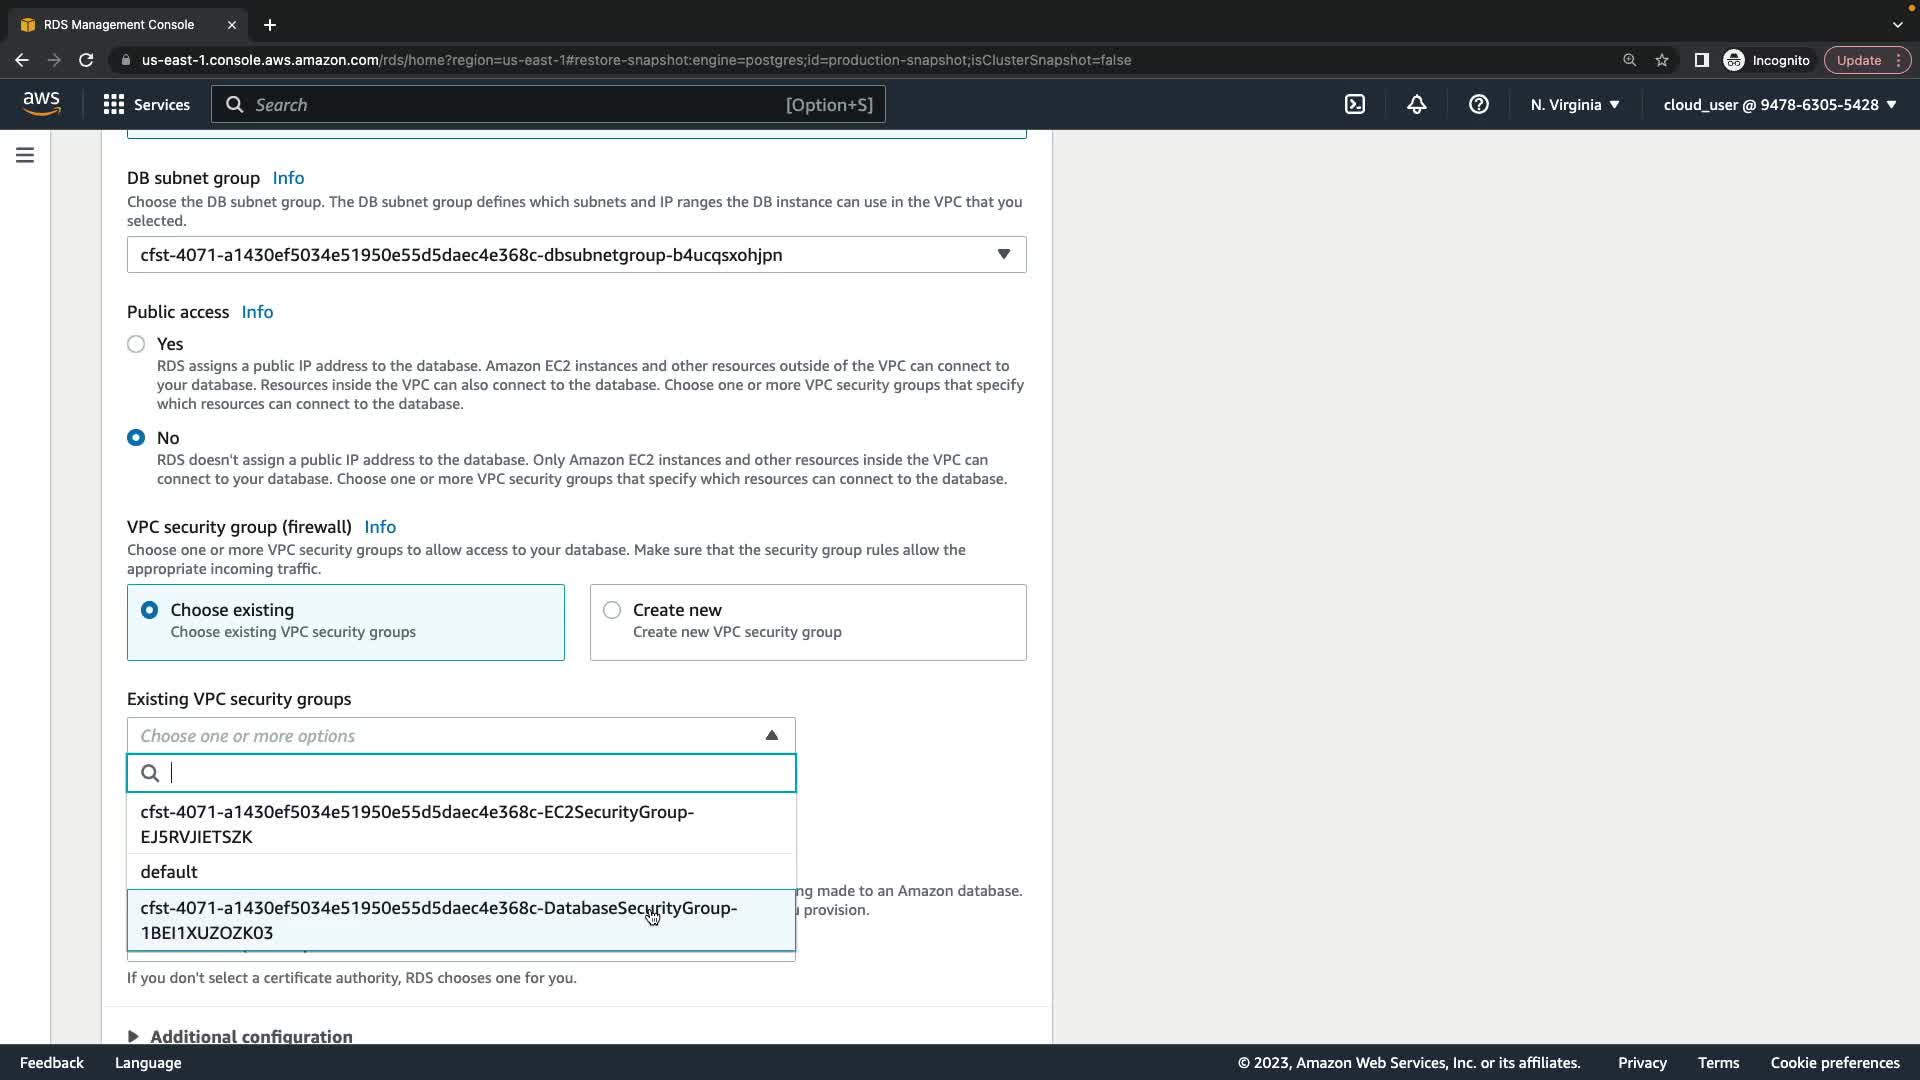 RDS Management Console
us-east-1.console.aws.amazon.com/rds/home?region=us-east-1#restore-snapshot:engine=postgres;id=production-snapshot;isClusterSnapshot=false
Incognito
Update
aws
Services
Search
[Option+S]
N. Virginia
cloud_user @ 9478-6305-5428
DB subnet group Info
Choose the DB subnet group. The DB subnet group defines which subnets and IP ranges the DB instance can use in the VPC that you
selected.
cfst-4071-a1430ef5034e51950e55d5daec4e368c-dbsubnetgroup-b4ucqsxohjpn
Public access Info
Yes
RDS assigns a public IP address to the database. Amazon EC2 instances and other resources outside of the VPC can connect to
your database. Resources inside the VPC can also connect to the database. Choose one or more VPC security groups that specify
which resources can connect to the database.
No
RDS doesn't assign a public IP address to the database. Only Amazon EC2 instances and other resources inside the VPC can
connect to your database. Choose one or more VPC security groups that specify which resources can connect to the database.
VPC security group (firewall) Info
Choose one or more VPC security groups to allow access to your database. Make sure that the security group rules allow the
appropriate incoming traffic.
Choose existing
Choose existing VPC security groups
Create new
Create new VPC security group
Existing VPC security groups
Choose one or more options
cfst-4071-a1430ef5034e51950e55d5daec4e368c-EC2SecurityGroup-
EJ5RVJIETSZK
default
cfst-4071-a1430ef5034e51950e55d5daec4e368c-DatabaseSecurityGroup-
1BEI1XUZOZK03
ng made to an Amazon database.
provision.
If you don't select a certificate authority, RDS chooses one for you.
Additional configuration
Feedback
Language
© 2023, Amazon Web Services, Inc. or its affiliates.
Privacy
Terms
Cookie preferences